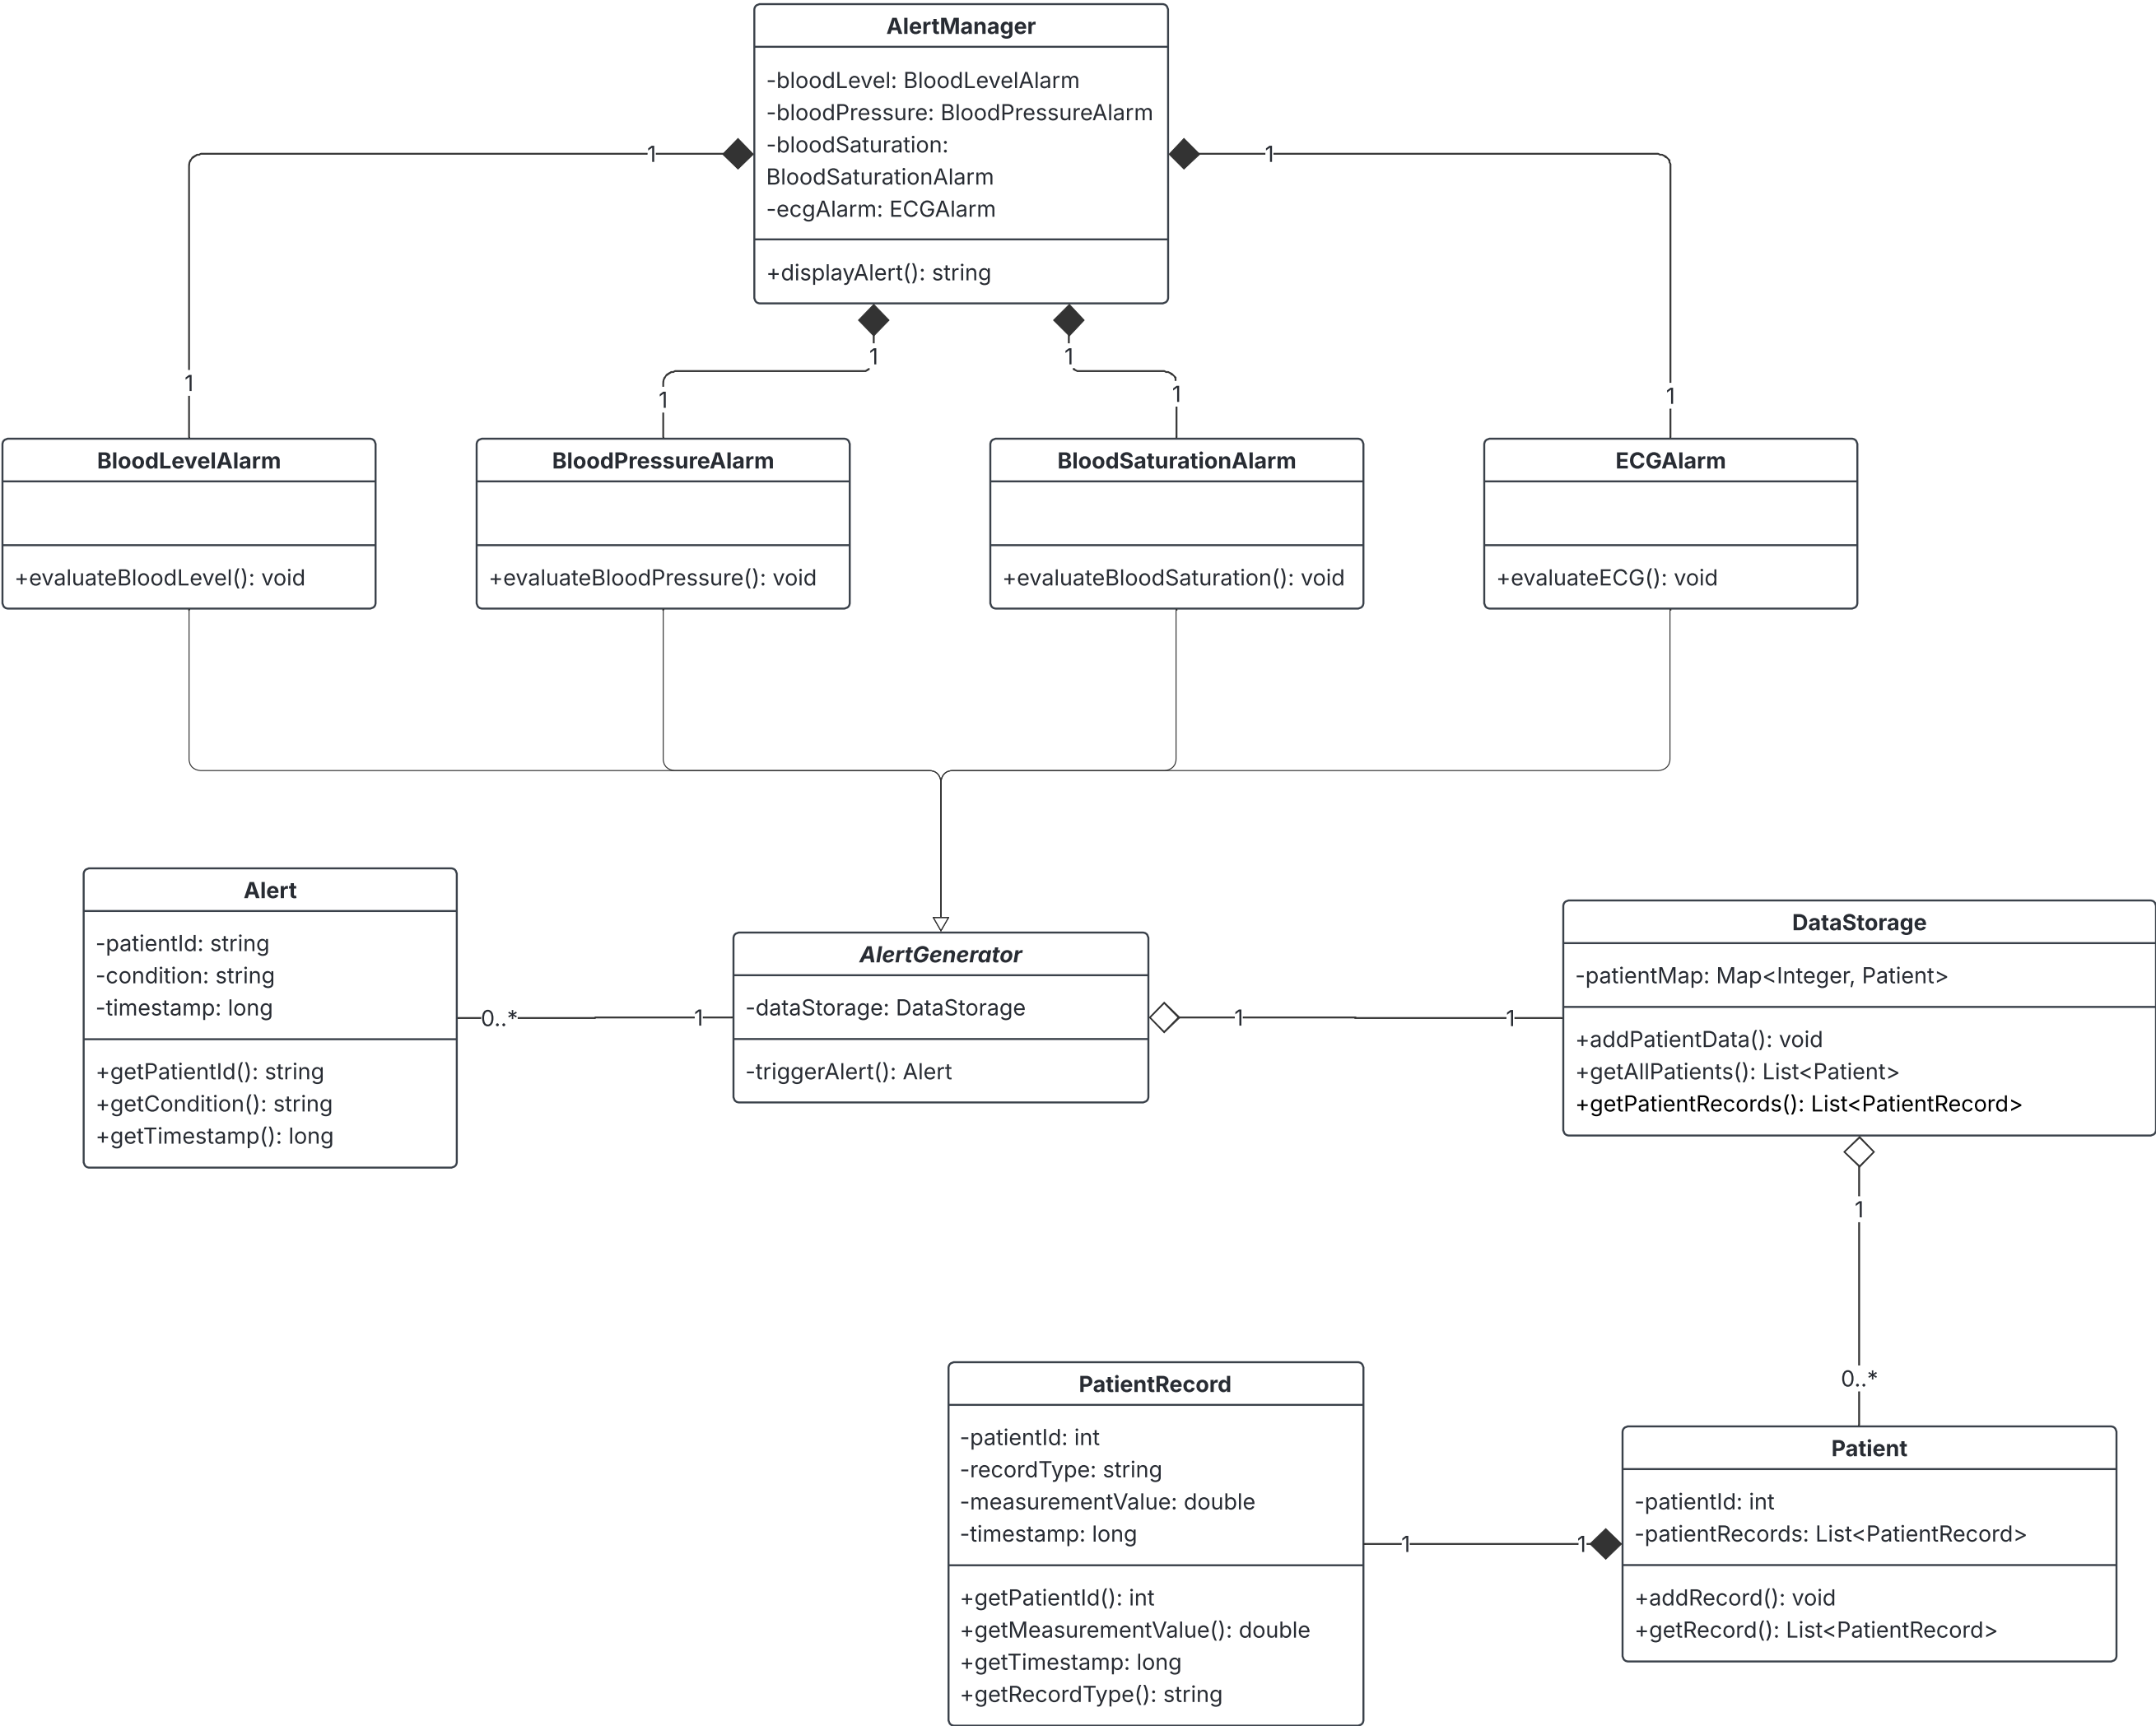 AlertManager
-bloodLevel: BloodLevelAlarm
-bloodPressure: BloodPressureAlarm
-bloodSaturation:
BloodSaturationAlarm
-ecgAlarm: ECGAlarm
+displayAlert(): string
1
1
1
1
1
1
1
1
BloodLevelAlarm
+evaluateBloodLevel(): void
BloodPressureAlarm
+evaluateBloodPressure(): void
BloodSaturationAlarm
+evaluateBloodSaturation(): void
ECGAlarm
+evaluateECG(): void
Alert
-patientId: string
-condition: string
-timestamp: long
+getPatientId(): string
+getCondition(): string
+getTimestamp(): long
0..*
1
AlertGenerator
-dataStorage: DataStorage
-triggerAlert(): Alert
1
1
DataStorage
-patientMap: Map<Integer, Patient>
+addPatientData(): void
+getAllPatients(): List<Patient>
+getPatientRecords(): List<PatientRecord>
1
0..*
PatientRecord
-patientId: int
-recordType: string
-measurementValue: double
-timestamp: long
+getPatientId(): int
+getMeasurementValue(): double
+getTimestamp: long
+getRecordType(): string
1
1
Patient
-patientId: int
-patientRecords: List<PatientRecord>
+addRecord(): void
+getRecord(): List<PatientRecord>